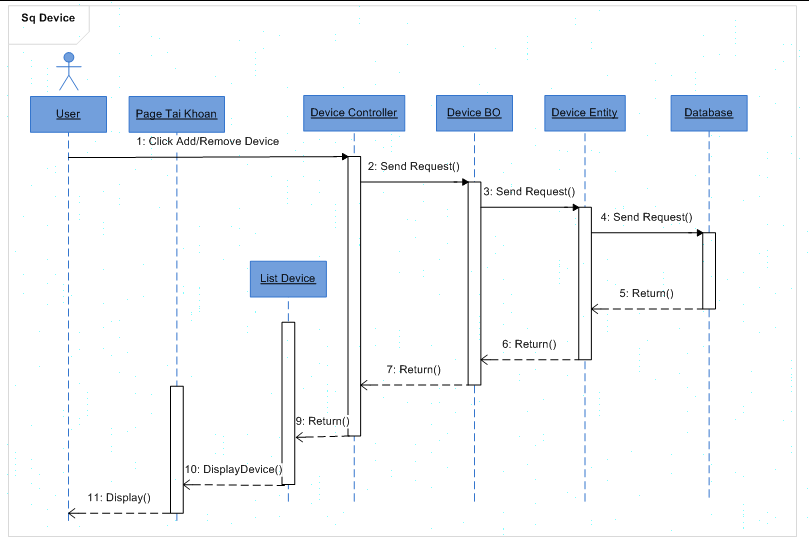 Sq Device
User
Page Tai Khoan
Device Controller
Device BO
Device Entity
Database
1: Click Add/Remove Device
2: Send Request()
3: Send Request()
4: Send Request()
List Device
5: Return()
6: Return()
7: Return()
9: Return()
10: DisplayDevice()
11: Display()